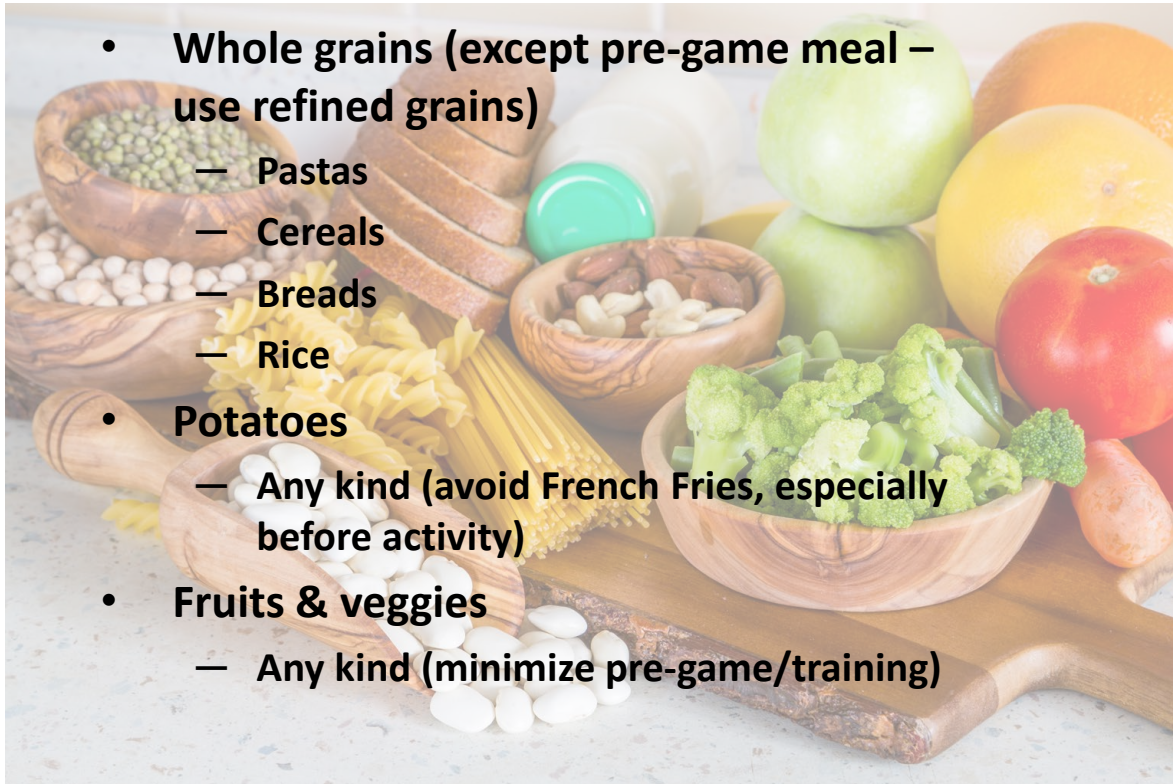 • Whole grains (except pre-game meal –
use refined grains)
— Pastas
— Cereals
— Breads
— Rice
• Potatoes
— Any kind (avoid French Fries, especially
before activity)
• Fruits & veggies
— Any kind (minimize pre-game/training)